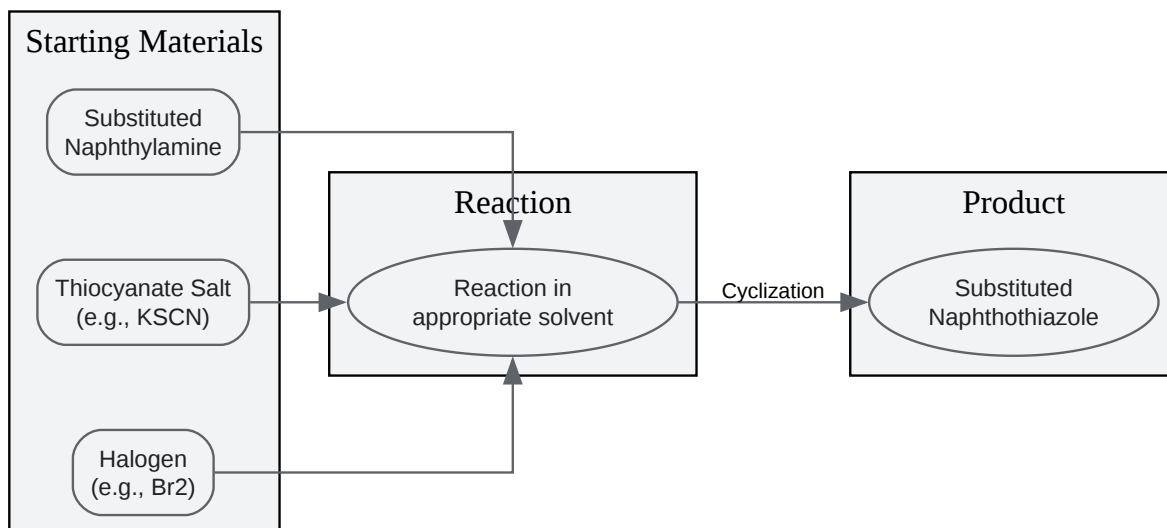 Starting Materials
Substituted
Naphthylamine
Thiocyanate Salt
(e.g., KSCN)
Halogen
(e.g., Br2)
Reaction
Reaction in
appropriate solvent
Cyclization
Product
Substituted
Naphthothiazole